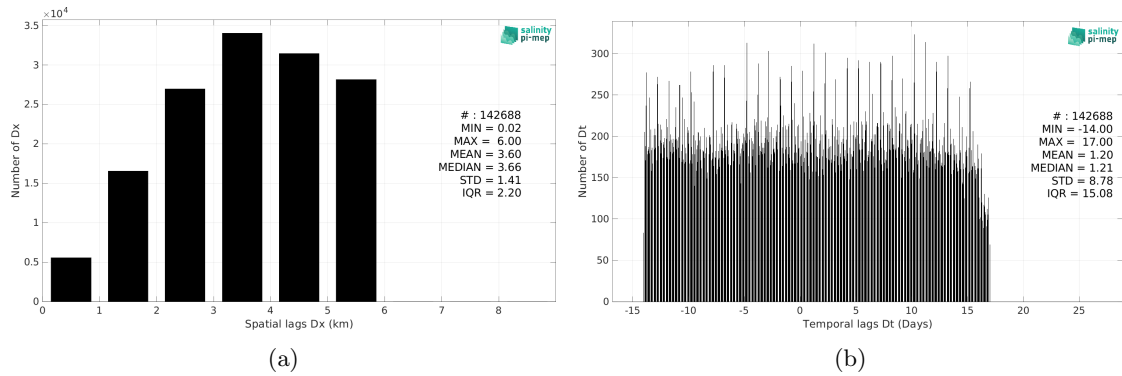 ×10⁴
salinity
pi-mep
3.5
3
2.5
2
1.5
1
0.5
0
Number of Dx
# : 142688
MIN = 0.02
MAX = 6.00
MEAN = 3.60
MEDIAN = 3.66
STD = 1.41
IQR = 2.20
0 1 2 3 4 5 6 7 8 9
Spatial lags Dx (km)
(a)
salinity
pi-mep
300
250
200
150
100
50
0
Number of Dt
# : 142688
MIN = -14.00
MAX = 17.00
MEAN = 1.20
MEDIAN = 1.21
STD = 8.78
IQR = 15.08
-15 -10 -5 0 5 10 15 20 25
Temporal lags Dt (Days)
(b)